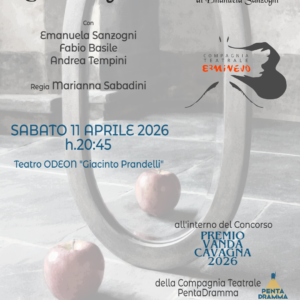 di Emanuela Sanzogni
Con
Emanuela Sanzogni
Fabio Basile
Andrea Tempini
Regia Marianna Sabadini
COMPAGNIA
TEATRALE
SABATO 11 APRILE 2026
h.20:45
Teatro ODEON "Giacinto Prandelli"
all'interno del Concorso
PREMIO
VANDA
CAVAGNA
2026
della Compagnia Teatrale
PentaDramma
PENTA
DRAMMA